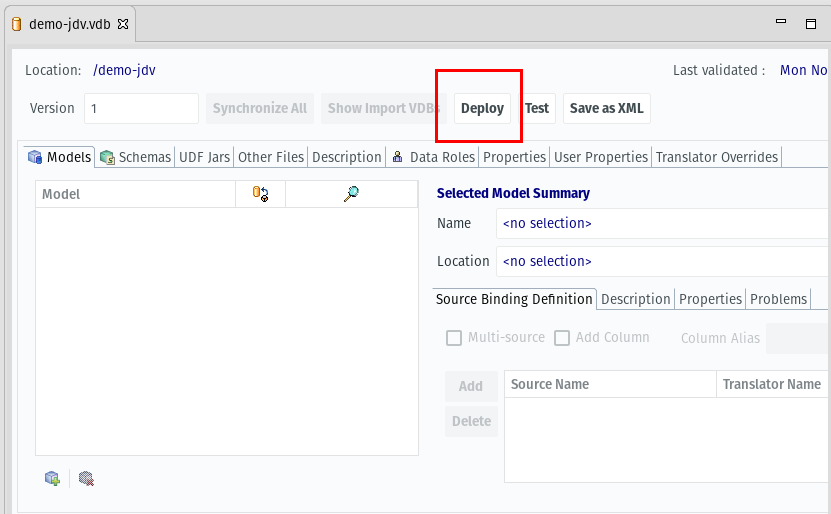 demo-jdv.vdb
Location: /demo-jdv Last validated : Mon No
Version 1 Synchronize All Show Import VDBs Deploy Test Save as XML
Models Schemas UDF Jars Other Files Description Data Roles Properties User Properties Translator Overrides
Model
Selected Model Summary
Name <no selection>
Location <no selection>
Source Binding Definition Description Properties Problems
Multi-source Add Column Column Alias
Add Source Name Translator Name
Delete